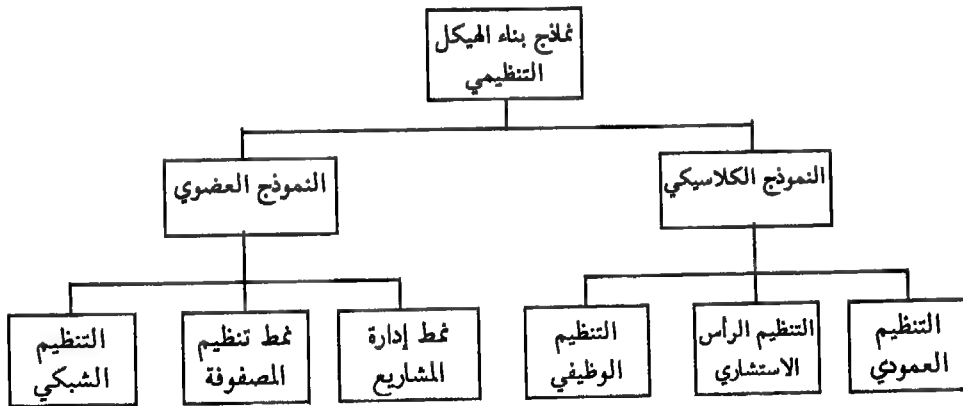 نماذج بناء الهيكل
التنظيمي
النموذج الكلاسيكي
النموذج العضوي
التنظيم
العمودي
التنظيم الرأس
الاستشاري
التنظيم
الوظيفي
نمط إدارة
المشاريع
نمط تنظيم
المصفوفة
التنظيم
الشبكي